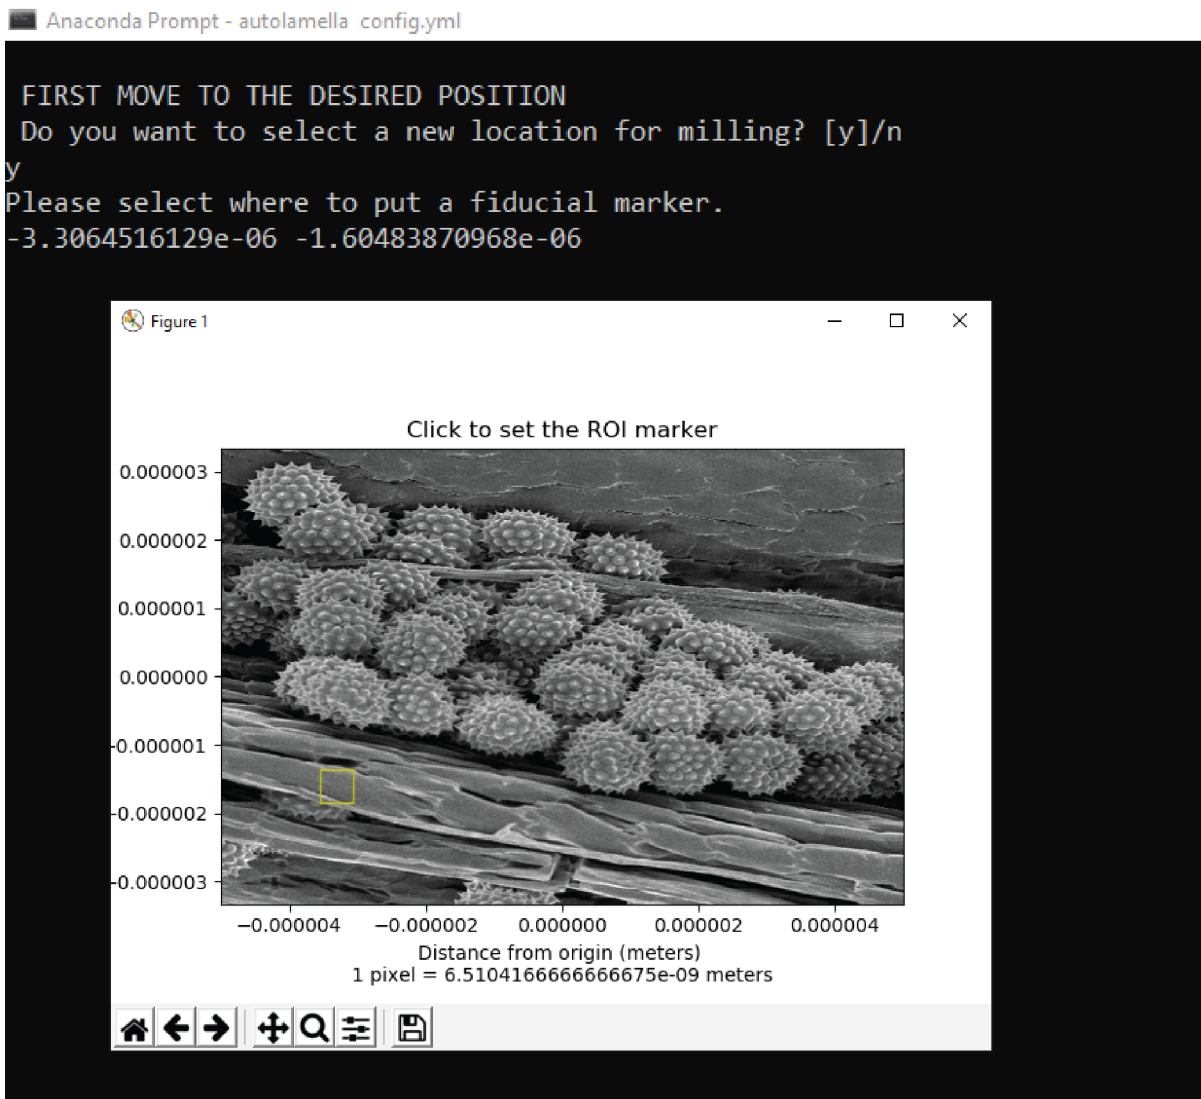 Anaconda Prompt - autolamella  config.yml
FIRST MOVE TO THE DESIRED POSITION
Do you want to select a new location for milling? [y]/n
y
Please select where to put a fiducial marker.
-3.3064516129e-06 -1.60483870968e-06
Figure 1
Click to set the ROI marker
0.000003
0.000002
0.000001
0.000000
-0.000001
-0.000002
-0.000003
−0.000004 −0.000002 0.000000 0.000002 0.000004
Distance from origin (meters)
1 pixel = 6.5104166666666675e-09 meters